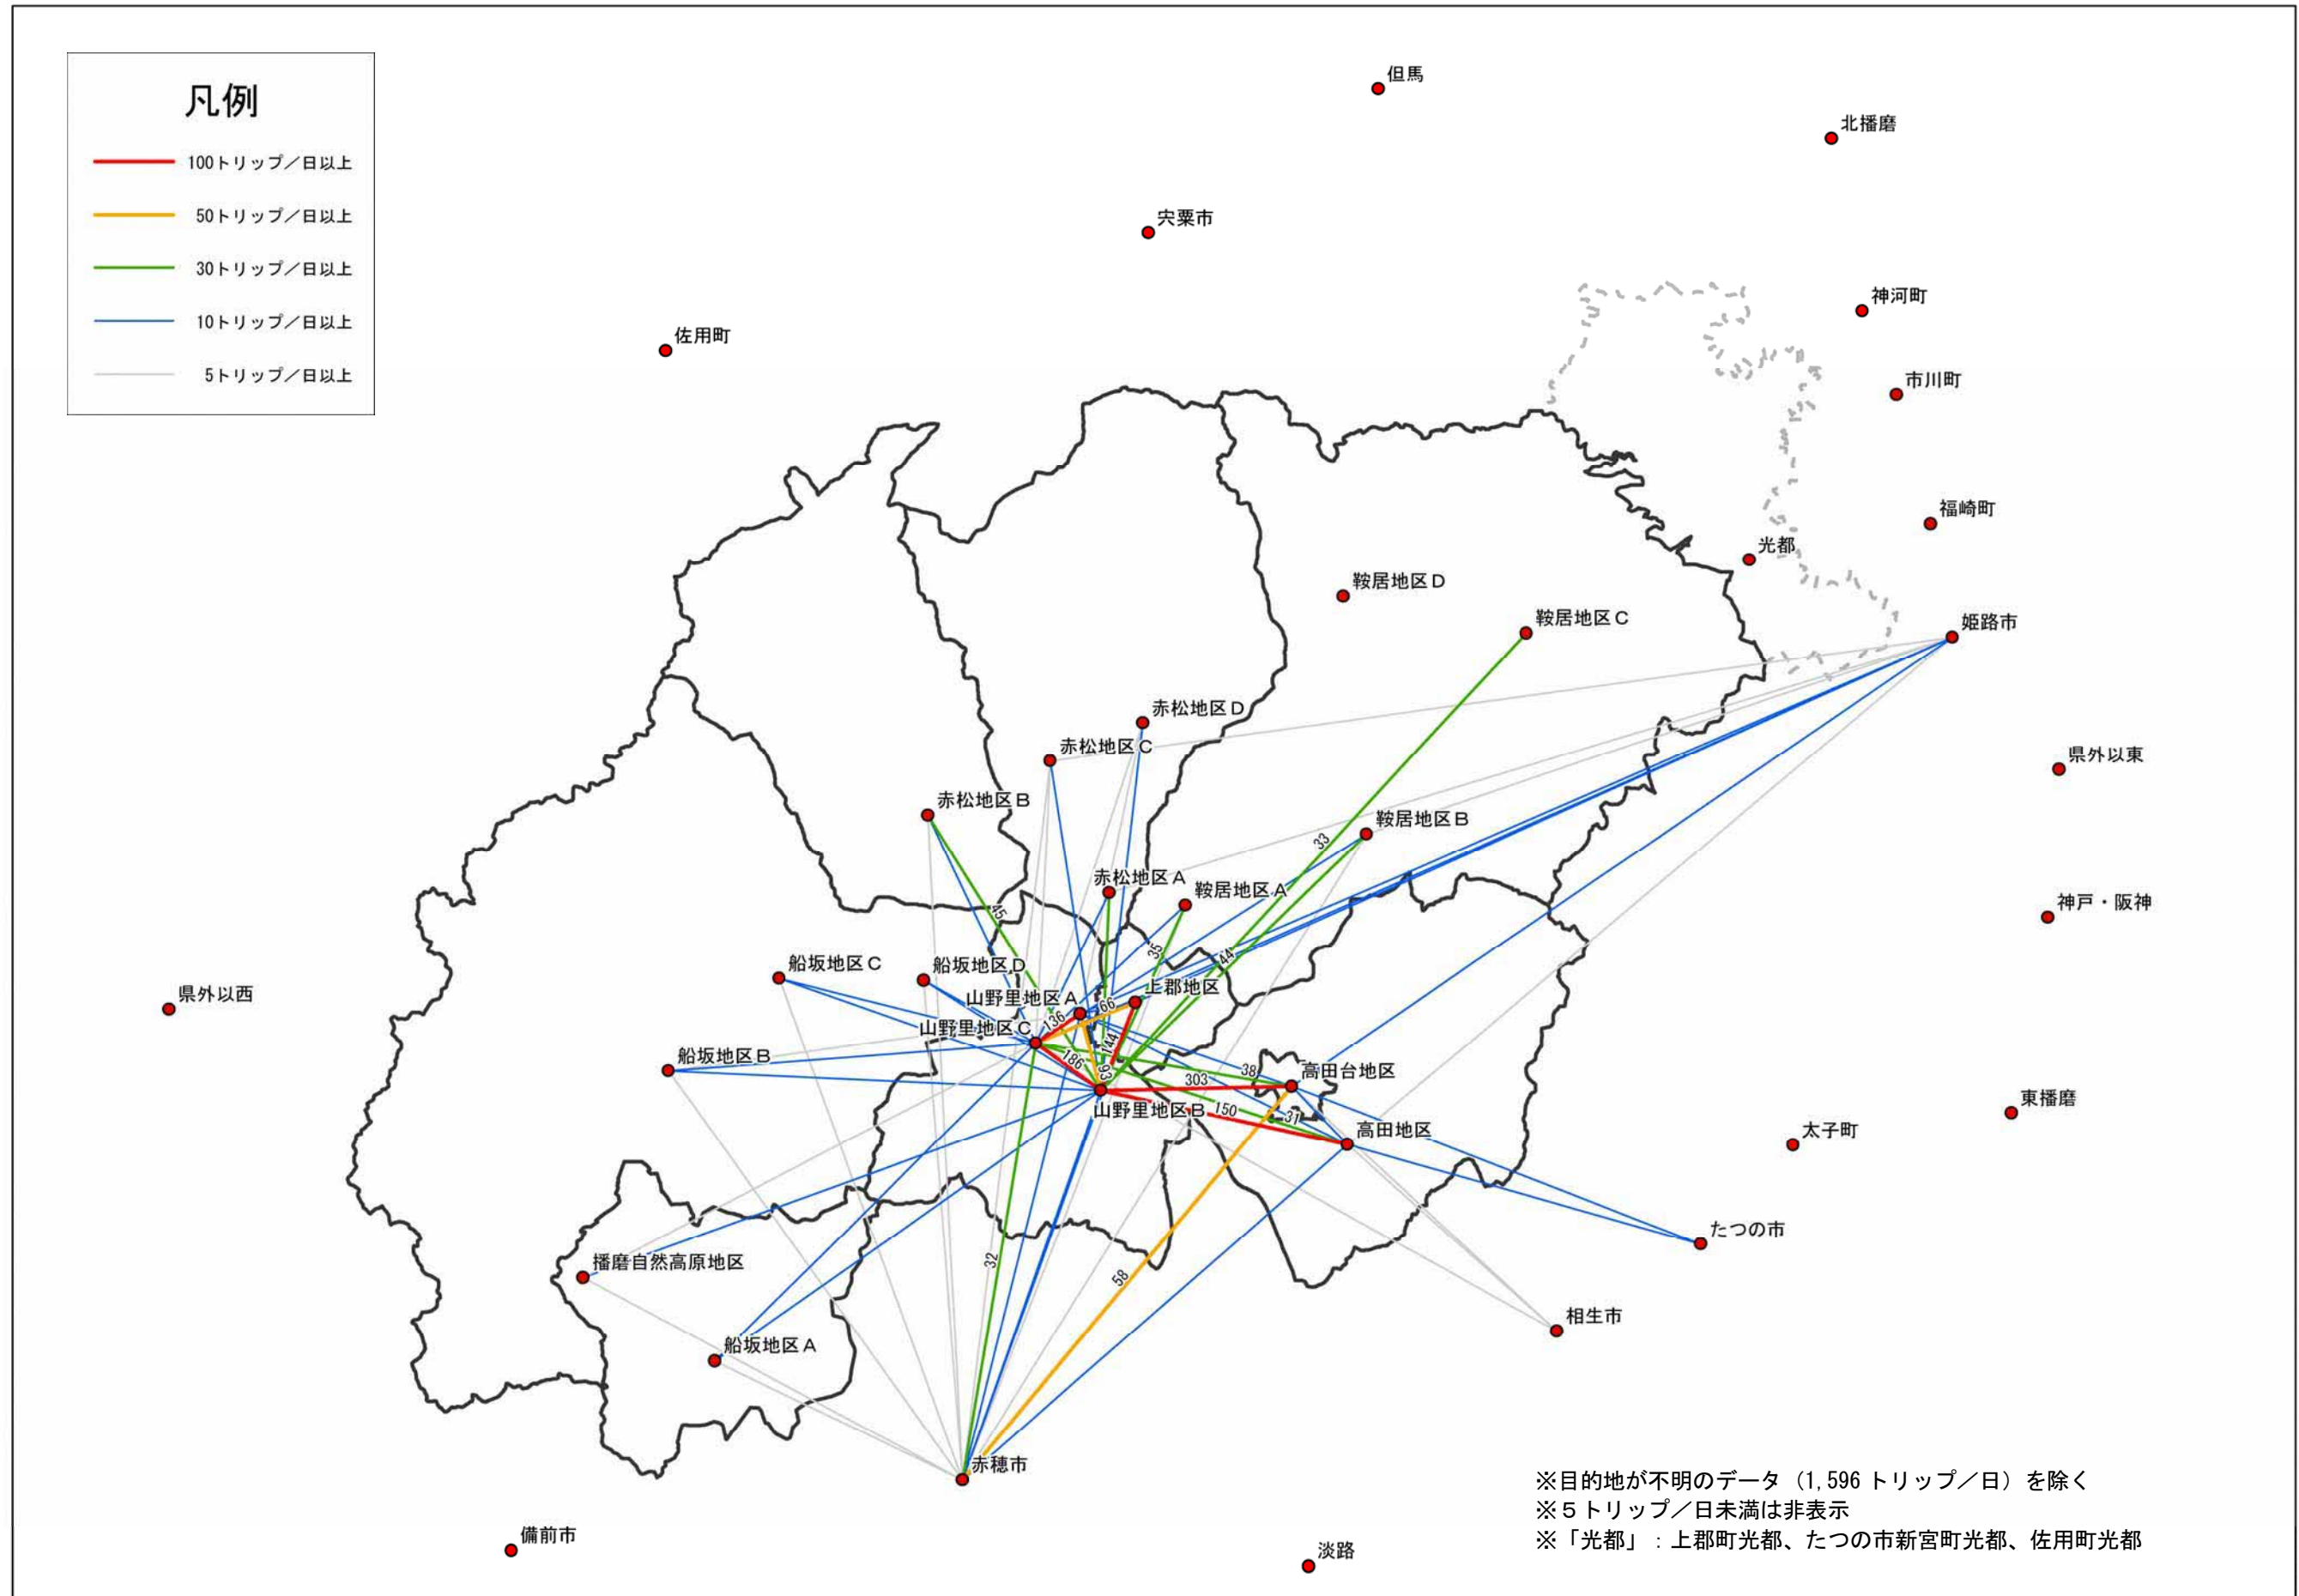 凡例
100トリップ／日以上
50トリップ／日以上
30トリップ／日以上
10トリップ／日以上
5トリップ／日以上
但馬
北播磨
宍粟市
神河町
佐用町
市川町
福崎町
光都
鞍居地区D
鞍居地区C
姫路市
赤松地区D
赤松地区C
県外以東
赤松地区B
鞍居地区B
33
赤松地区A
鞍居地区A
神戸・阪神
45
35
44
船坂地区C
船坂地区D
県外以西
山野里地区A
上郡地区
66
136
山野里地区C
144
186
船坂地区B
93
303
38
高田台地区
山野里地区B
150
31
高田地区
東播磨
太子町
たつの市
32
58
播磨自然高原地区
相生市
船坂地区A
赤穂市
備前市
淡路
※目的地が不明のデータ（1,596トリップ／日）を除く
※５トリップ／日未満は非表示
※「光都」：上郡町光都、たつの市新宮町光都、佐用町光都